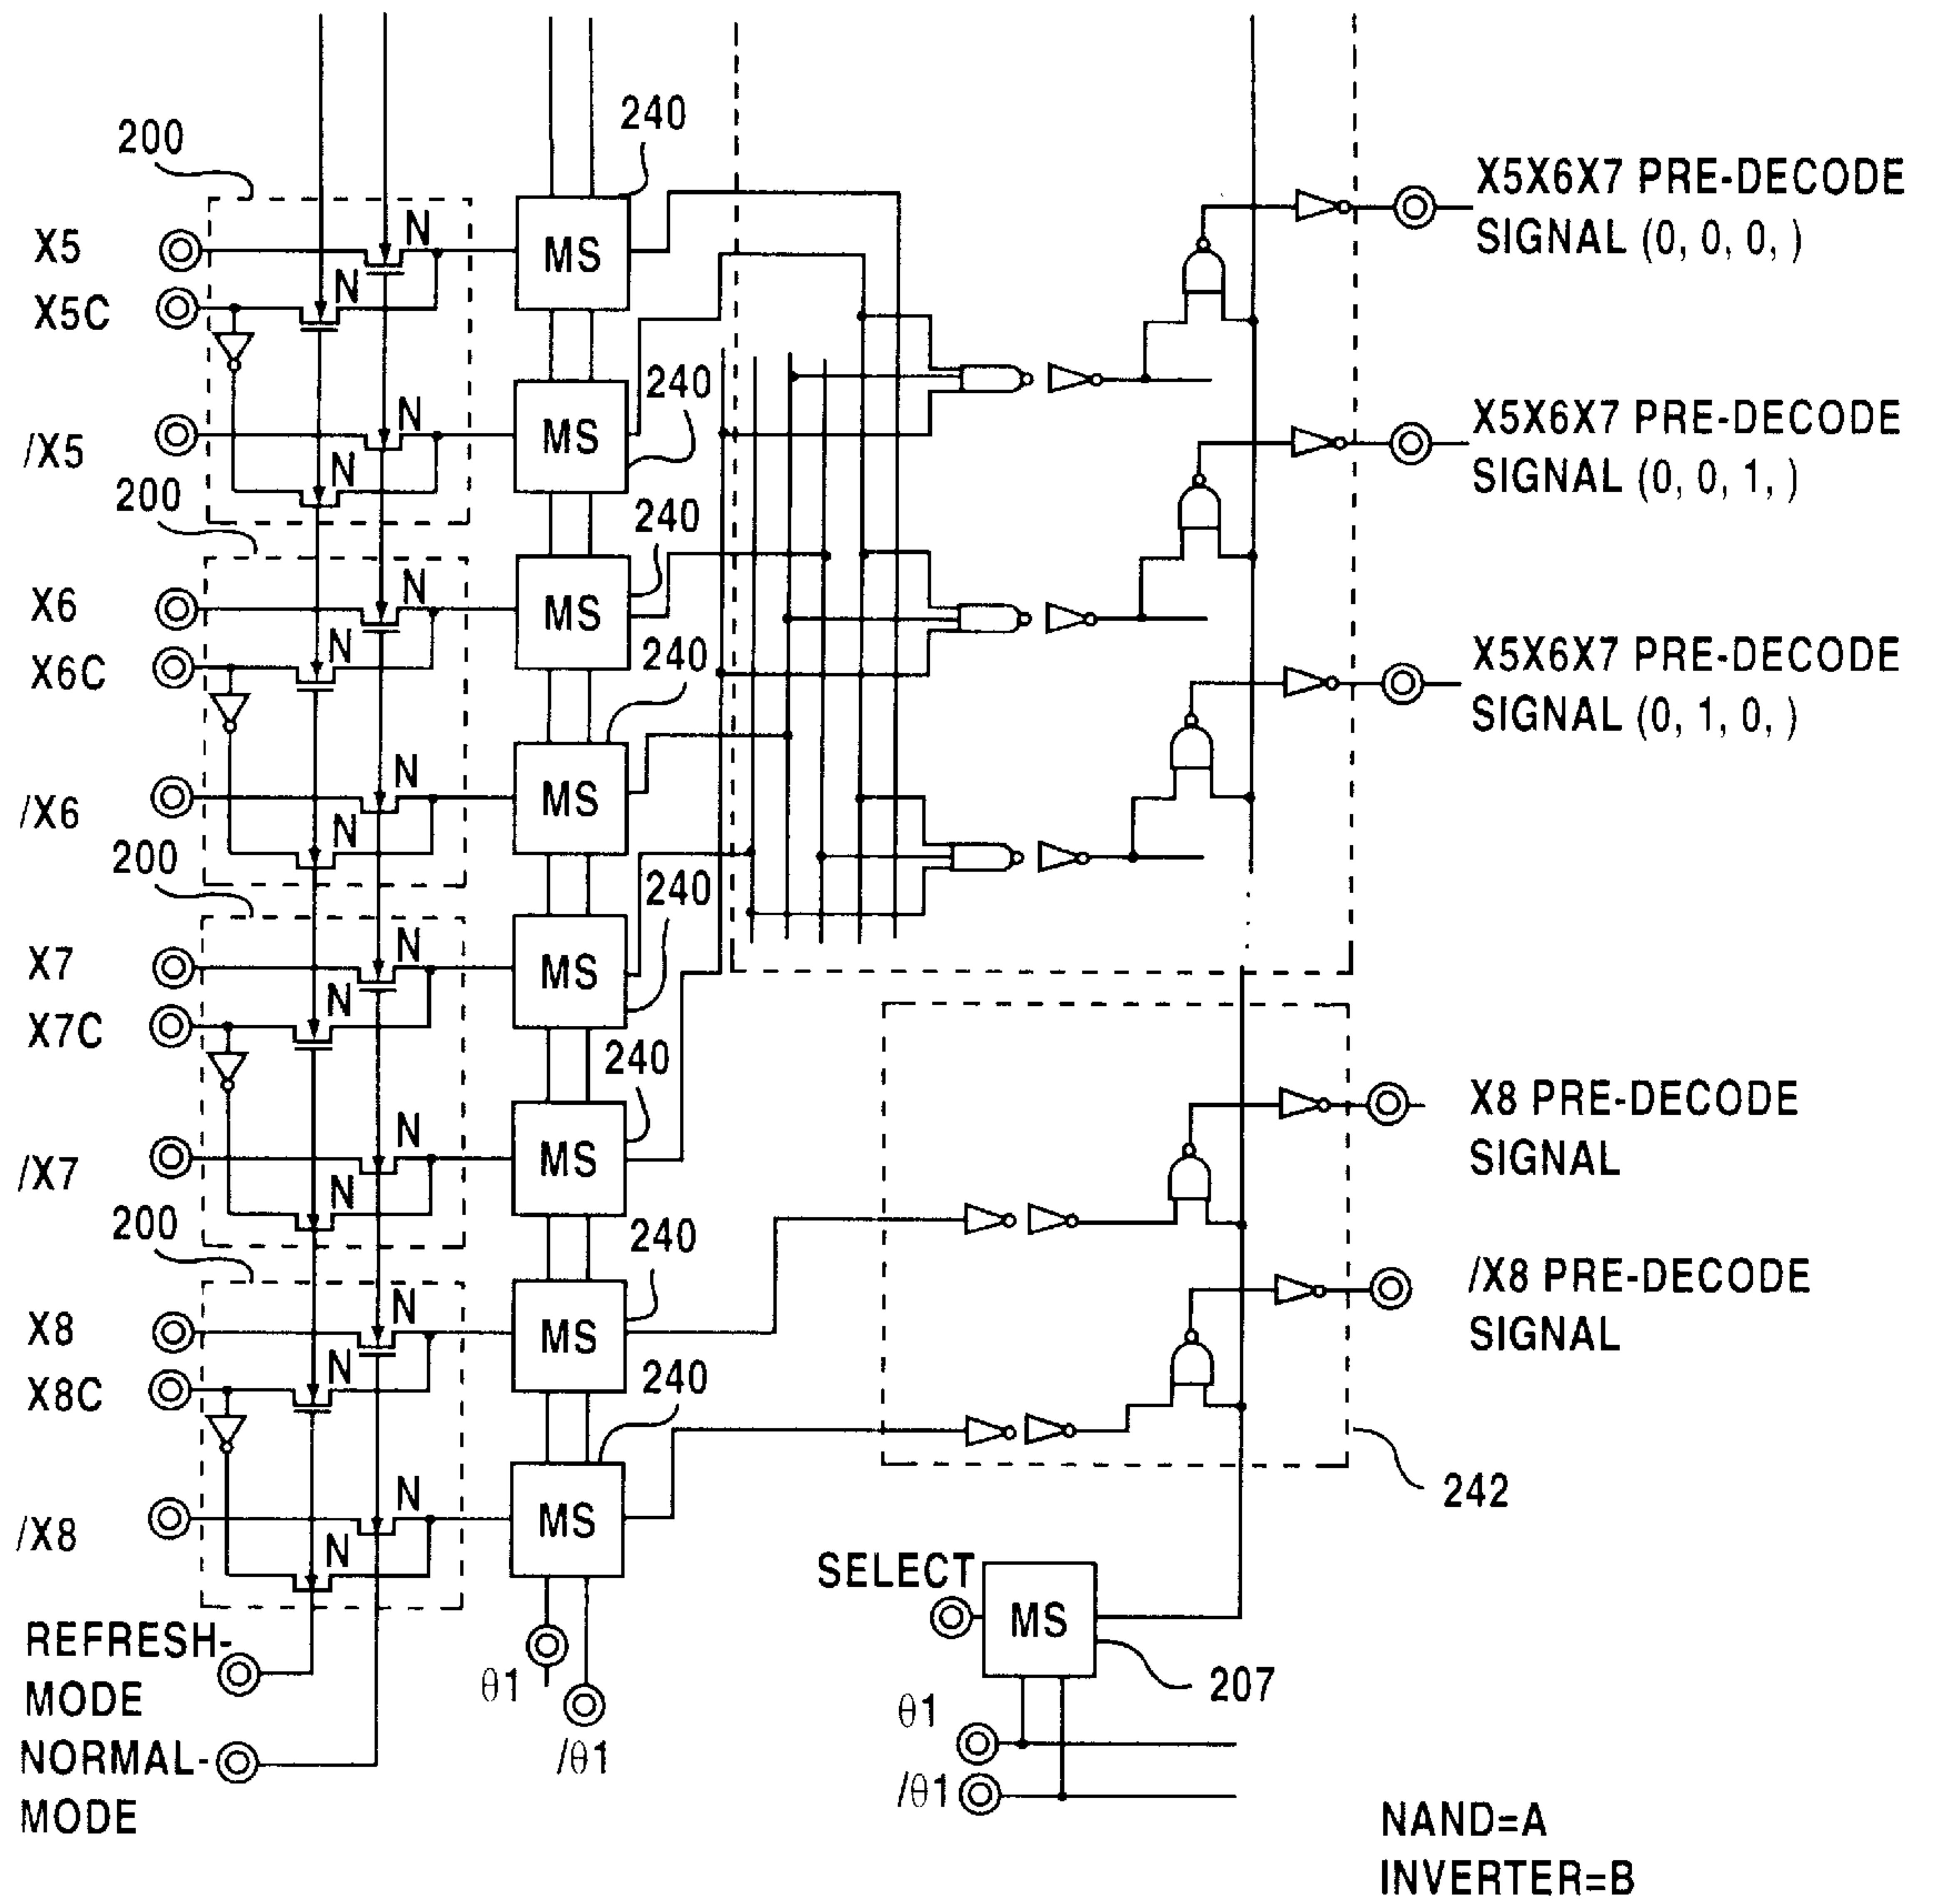 240
200
X5X6X7 PRE-DECODE
SIGNAL (0, 0, 0, )
X5
N
MS
X5C
N
240
X5X6X7 PRE-DECODE
SIGNAL (0, 0, 1, )
/X5
N
MS
N
200
240
X6
N
MS
X6C
N
240
X5X6X7 PRE-DECODE
SIGNAL (0, 1, 0, )
/X6
N
MS
N
200
240
X7
N
MS
X7C
N
240
X8 PRE-DECODE
SIGNAL
/X7
N
MS
N
200
240
/X8 PRE-DECODE
SIGNAL
X8
N
MS
X8C
N
240
242
/X8
N
MS
N
SELECT
MS
207
REFRESH-
MODE
NORMAL-
MODE
θ1
/θ1
θ1
/θ1
NAND=A
INVERTER=B